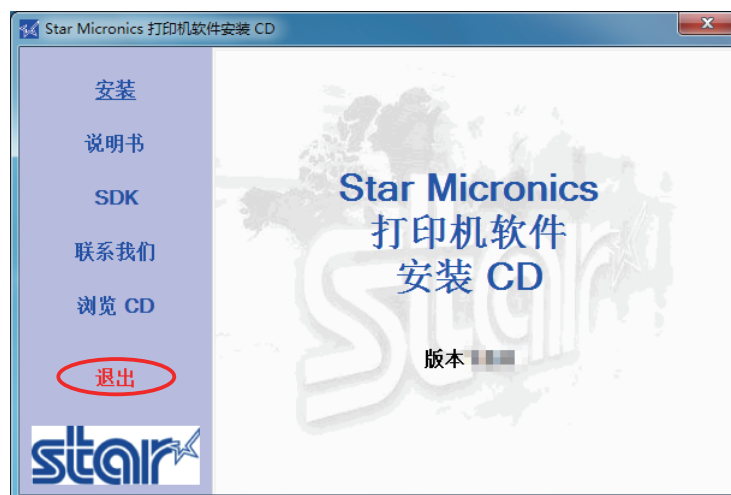 Star Micronics 打印机软件安装 CD
安装
说明书
SDK
联系我们
浏览 CD
退出
star
Star Micronics
打印机软件
安装 CD
版本